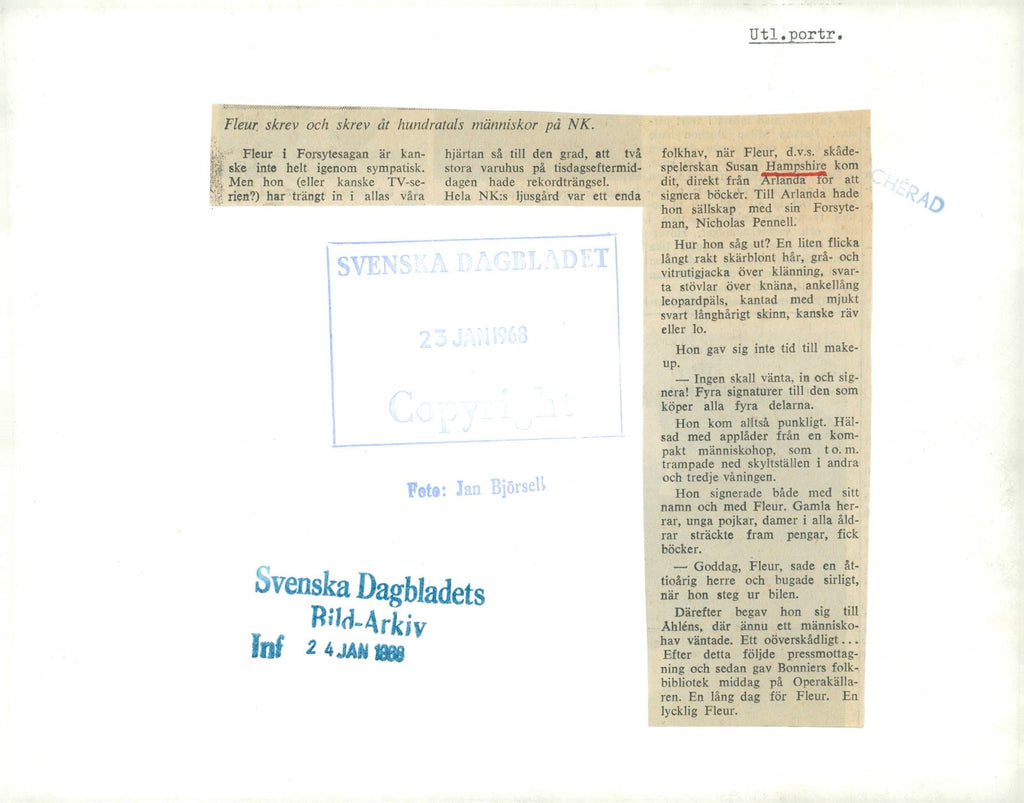 Utl.portr.
Fleur skrev och skrev åt hundratals människor på NK.
Fleur i Forsytesagan är kan-
ske inte helt igenom sympatisk.
Men hon (eller kanske TV-se-
rien?) har trängt in i allas våra
hjärtan så till den grad, att två
stora varuhus på tisdagseftermid-
dagen hade rekordträngsel.
Hela NK:s ljusgård var ett enda
folkhav, när Fleur, d.v.s. skåde-
spelerskan Susan Hampshire kom
dit, direkt från Arlanda för att
signera böcker. Till Arlanda hade
hon sällskap med sin Forsyte-
man, Nicholas Pennell.
Hur hon såg ut? En liten flicka
långt rakt skärblont hår, grå- och
vitrutigjacka över klänning, svar-
ta stövlar över knäna, ankellång
leopardpäls, kantad med mjukt
svart långhårigt skinn, kanske räv
eller lo.
Hon gav sig inte tid till make-
up.
— Ingen skall vänta, in och sig-
nera! Fyra signaturer till den som
köper alla fyra delarna.
Hon kom alltså punkligt. Häl-
sad med applåder från en kom-
pakt människohop, som t o. m.
trampade ned skyltställen i andra
och tredje våningen.
Hon signerade både med sitt
namn och med Fleur. Gamla her-
rar, unga pojkar, damer i alla åld-
rar sträckte fram pengar, fick
böcker.
— Goddag, Fleur, sade en åt-
tioårig herre och bugade sirligt,
när hon steg ur bilen.
Därefter begav hon sig till
Åhléns, där ännu ett människo-
hav väntade. Ett oöverskådligt...
Efter detta följde pressmottag-
ning och sedan gav Bonniers folk-
bibliotek middag på Operakälla-
ren. En lång dag för Fleur. En
lycklig Fleur.
CHÉRAD
SVENSKA DAGBLADET
23 JAN 1968
Copyright
Foto: Jan Björsell
Svenska Dagbladets
Bild-Arkiv
Inf 24 JAN 1968